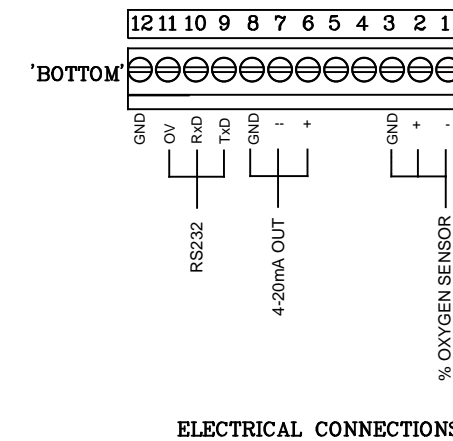 12 11 10 9 8 7 6 5 4 3 2 1
'BOTTOM'
GND OV RxD TxD GND - + GND + -
RS232
4-20mA OUT
% OXYGEN SENSOR
ELECTRICAL CONNECTIONS